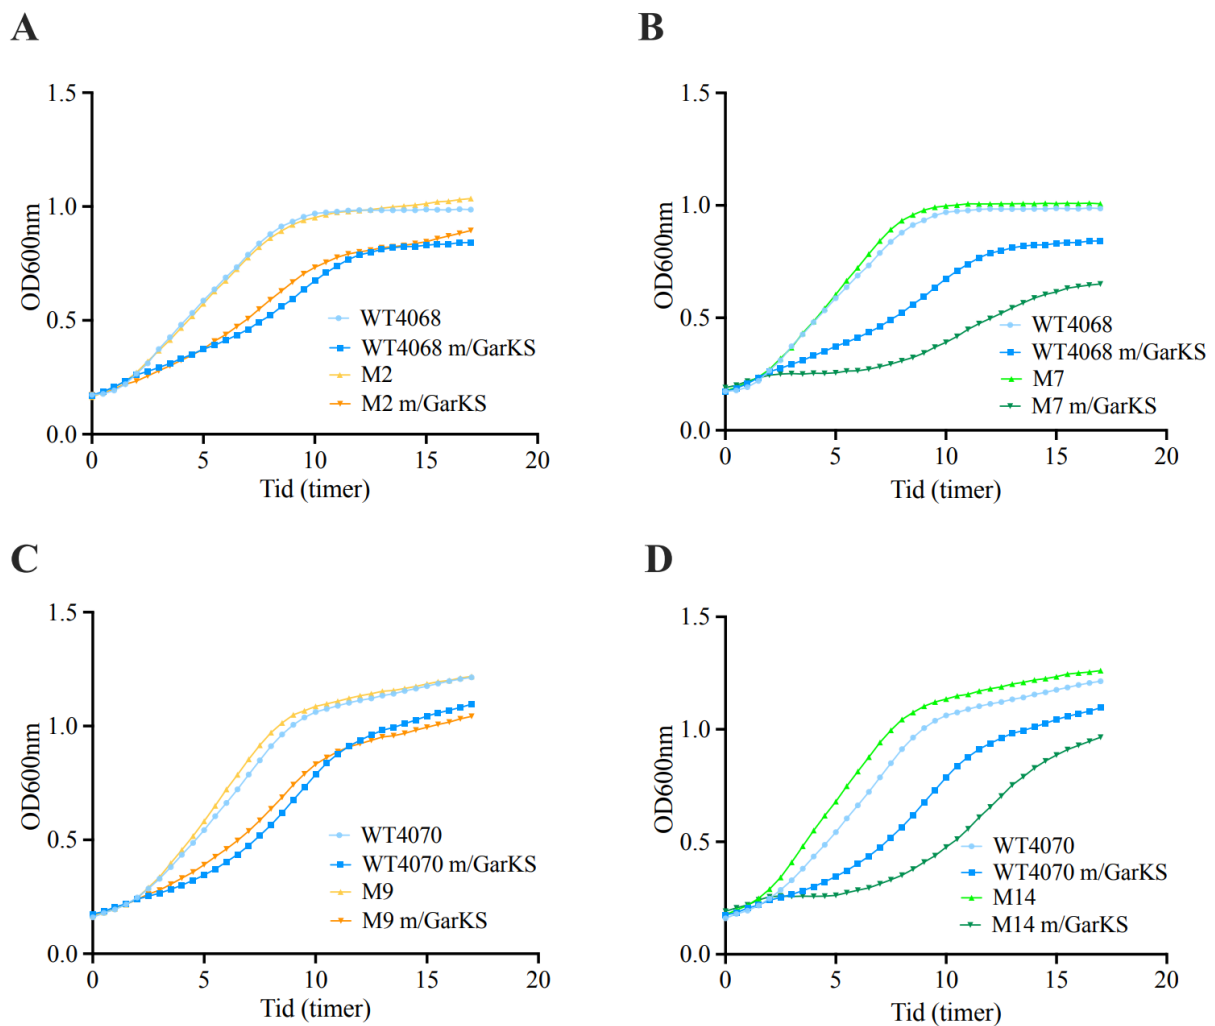 A
1.5
1.0
0.5
0.0
OD600nm
WT4068
WT4068 m/GarKS
M2
M2 m/GarKS
0 5 10 15 20
Tid (timer)
B
1.5
1.0
0.5
0.0
OD600nm
WT4068
WT4068 m/GarKS
M7
M7 m/GarKS
0 5 10 15 20
Tid (timer)
C
1.5
1.0
0.5
0.0
OD600nm
WT4070
WT4070 m/GarKS
M9
M9 m/GarKS
0 5 10 15 20
Tid (timer)
D
1.5
1.0
0.5
0.0
OD600nm
WT4070
WT4070 m/GarKS
M14
M14 m/GarKS
0 5 10 15 20
Tid (timer)